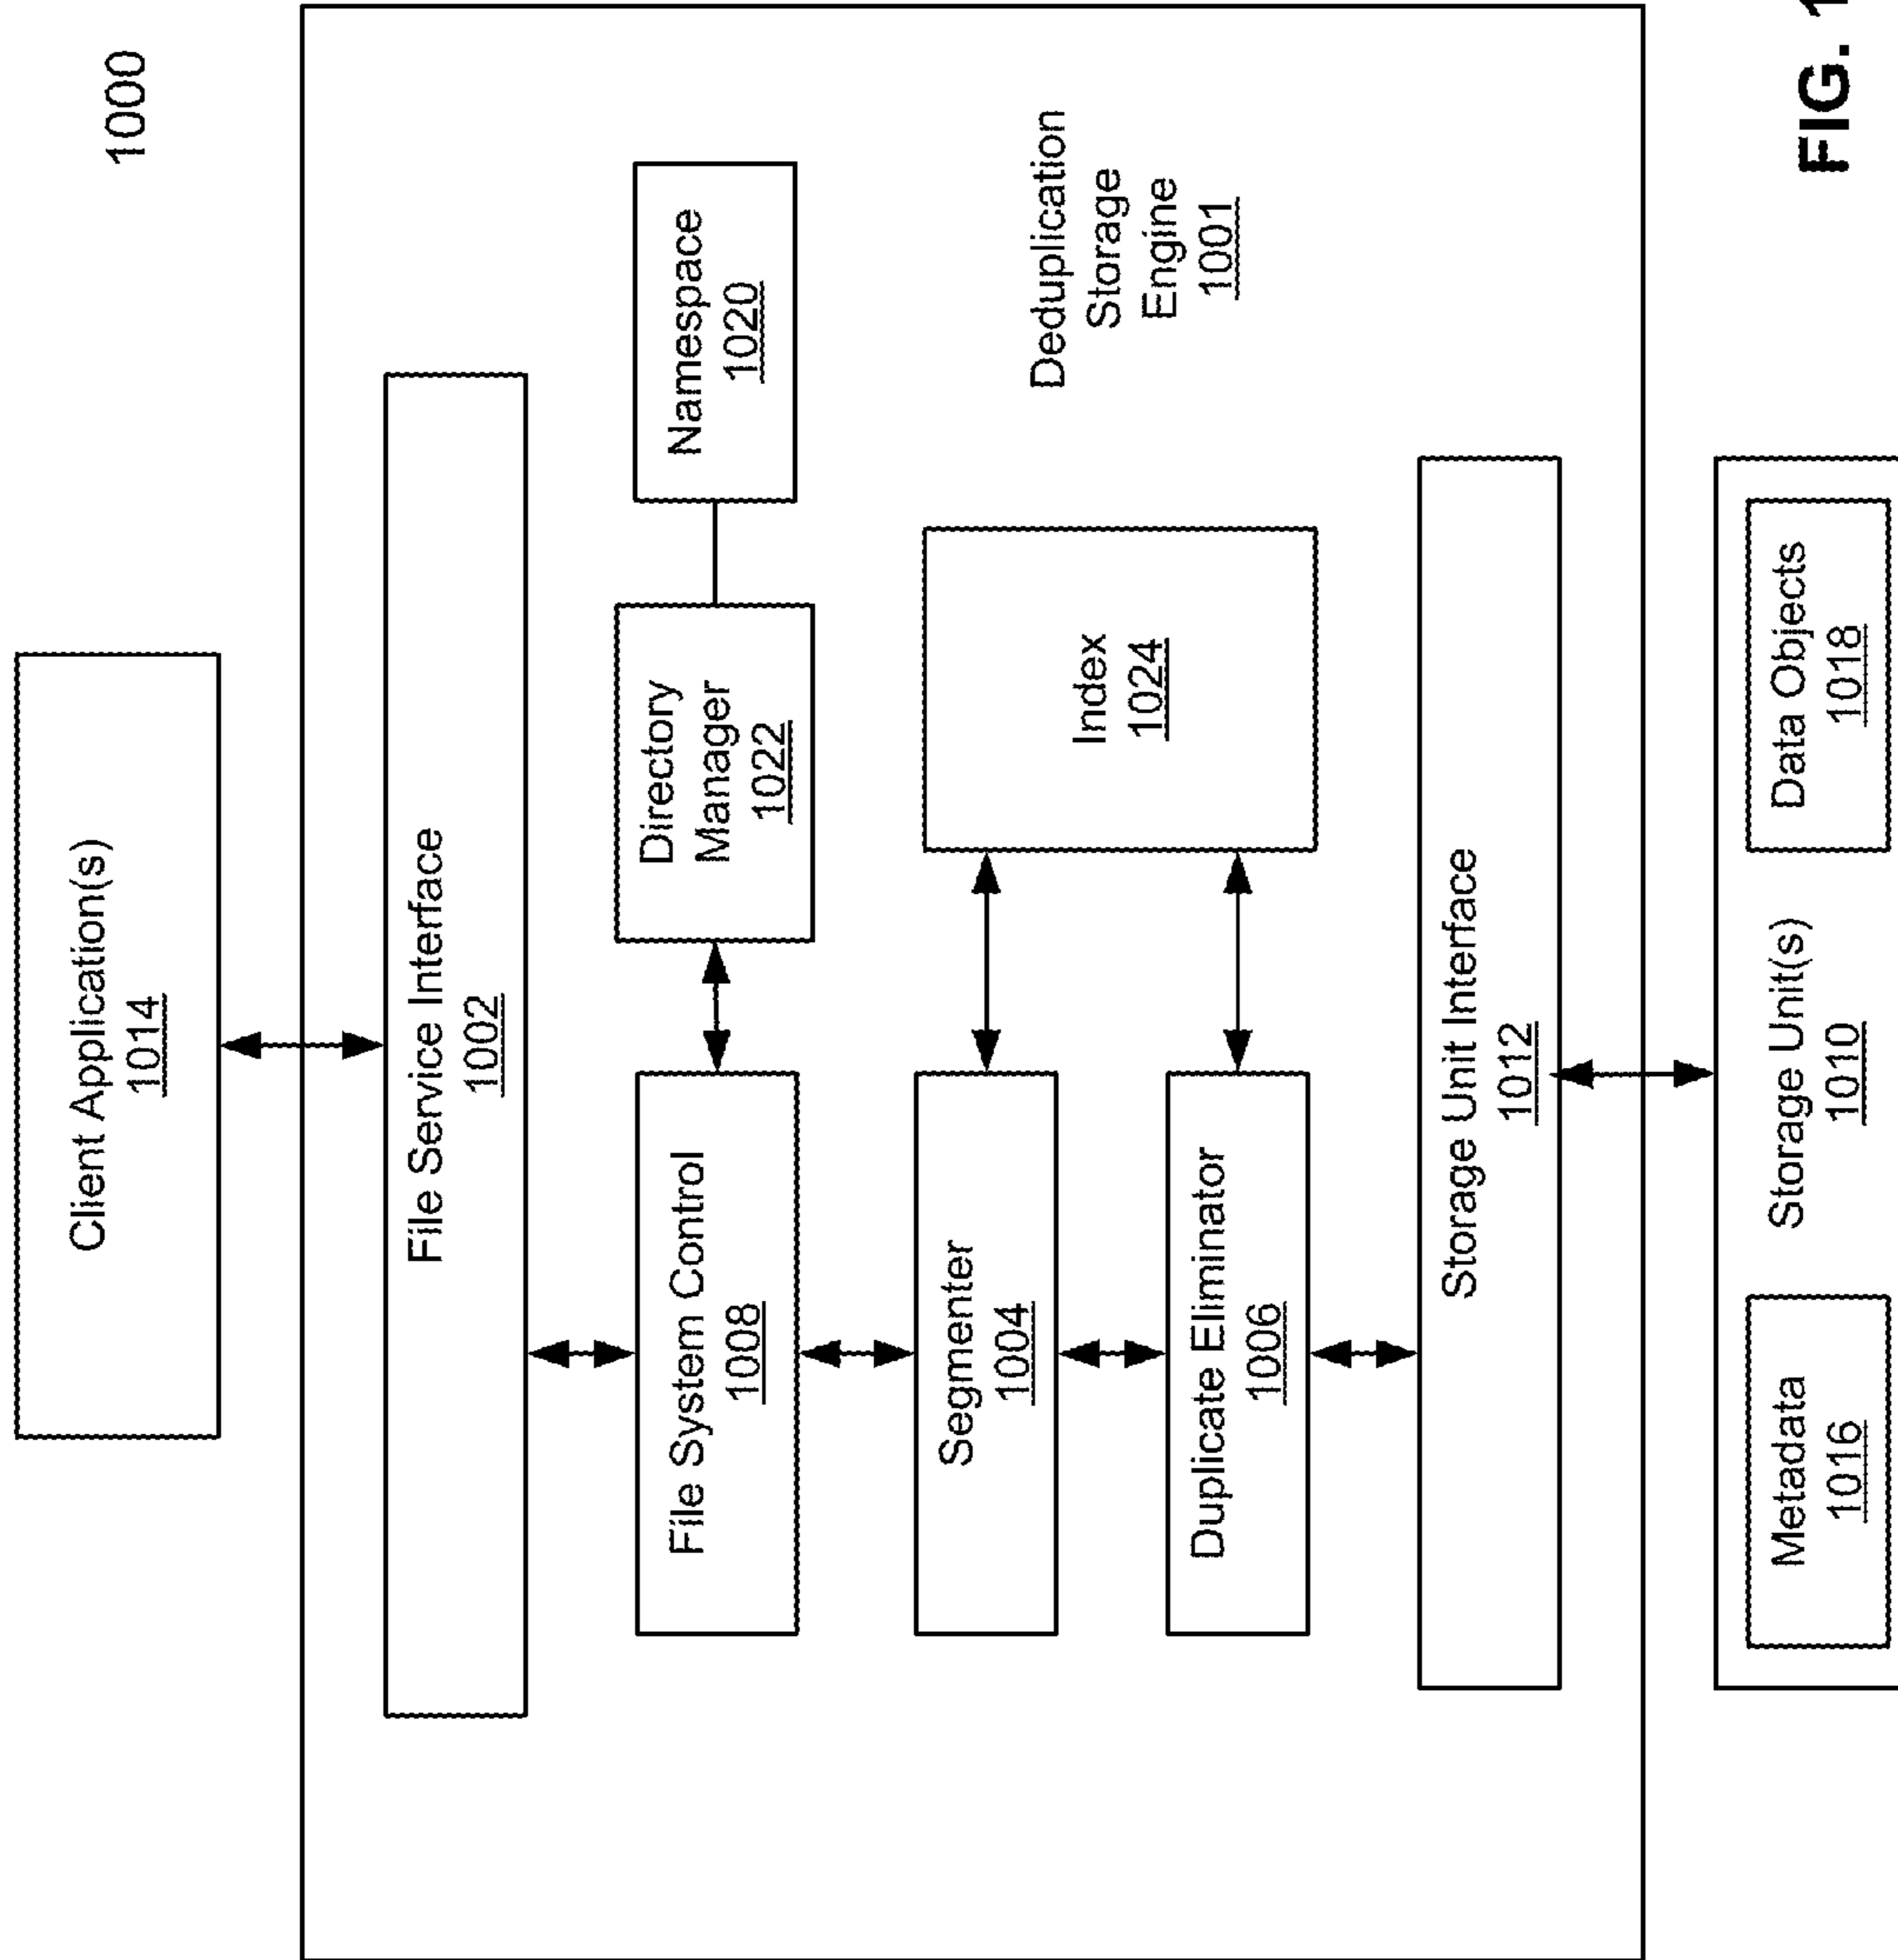 1000
Client Application(s)
1014
File Service Interface
1002
File System Control
1008
Directory
Manager
1022
Namespace
1020
Segmenter
1004
Index
1024
Deduplication
Storage
Engine
1001
Duplicate Eliminator
1006
Storage Unit Interface
1012
Metadata
1016
Storage Unit(s)
1010
Data Objects
1018
FIG. 1